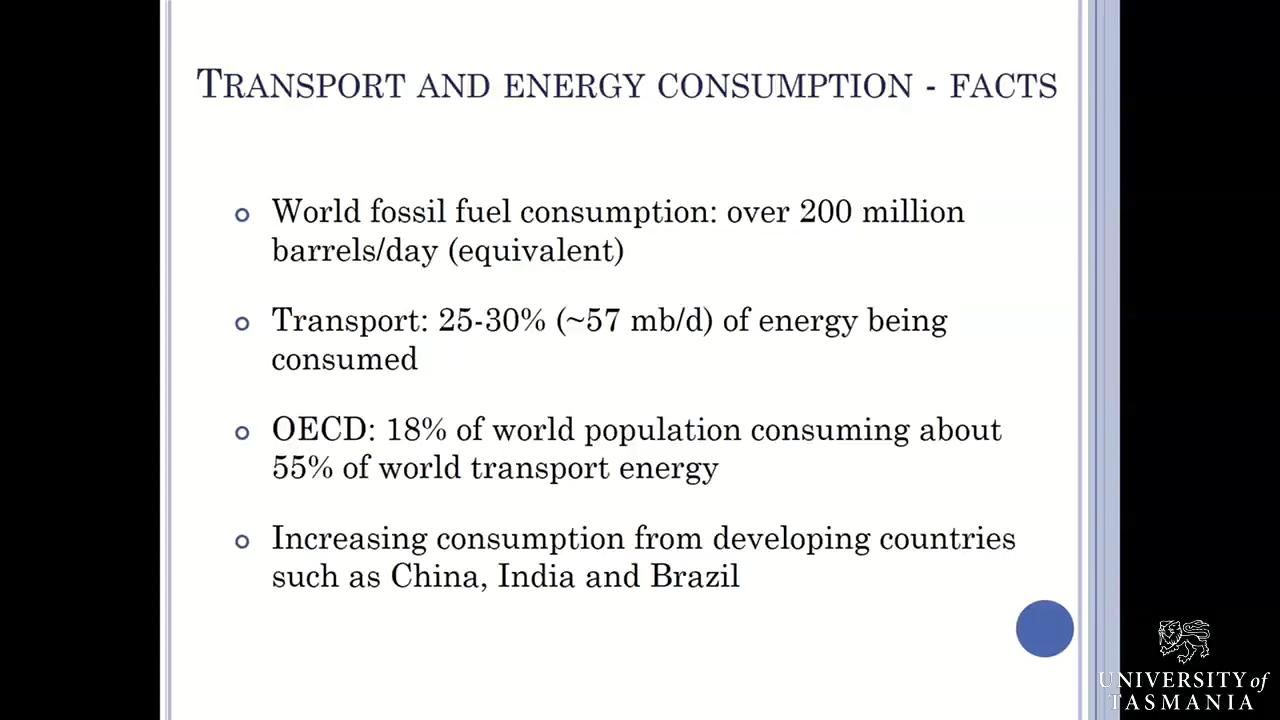 TRANSPORT AND ENERGY CONSUMPTION - FACTS
World fossil fuel consumption: over 200 million
barrels/day (equivalent)
Transport: 25-30% (~57 mb/d) of energy being
consumed
OECD: 18% of world population consuming about
55% of world transport energy
Increasing consumption from developing countries
such as China, India and Brazil
UNIVERSITY of
TASMANIA